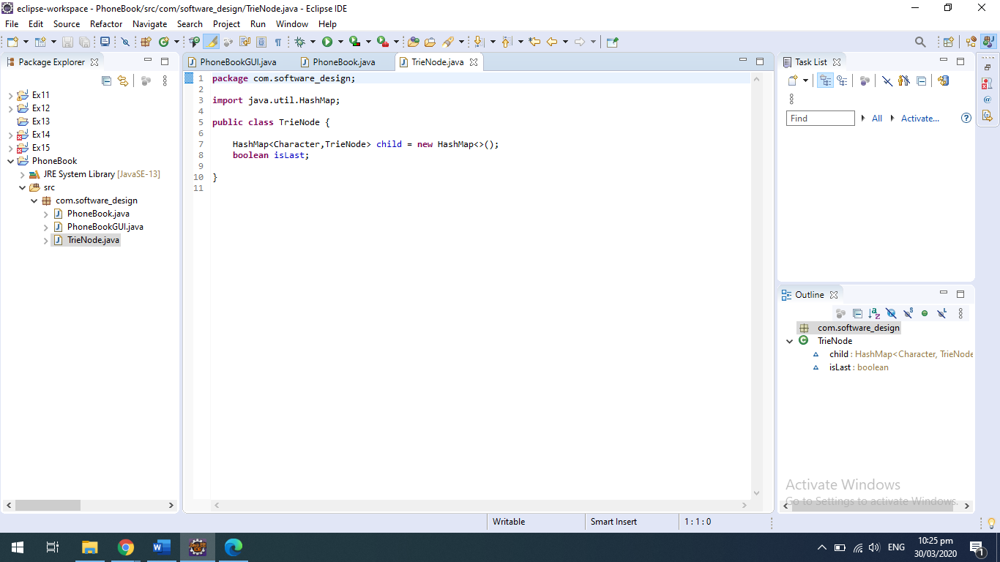 eclipse-workspace - PhoneBook/src/com/software_design/TrieNode.java - Eclipse IDE
File Edit Source Refactor Navigate Search Project Run Window Help
Package Explorer
Ex11
Ex12
Ex13
Ex14
Ex15
PhoneBook
JRE System Library [JavaSE-13]
src
com.software_design
PhoneBook.java
PhoneBookGUI.java
TrieNode.java
PhoneBookGUI.java PhoneBook.java TrieNode.java
1 package com.software_design;
2
3 import java.util.HashMap;
4
5 public class TrieNode {
6
7 HashMap<Character,TrieNode> child = new HashMap<>();
8 boolean isLast;
9
10 }
11
Task List
Find All Activate...
Outline
com.software_design
TrieNode
child : HashMap<Character, TrieNode
isLast : boolean
Activate Windows
Go to Settings to activate Windows.
Writable Smart Insert 1 : 1 : 0
ENG 10:25 pm
30/03/2020
1